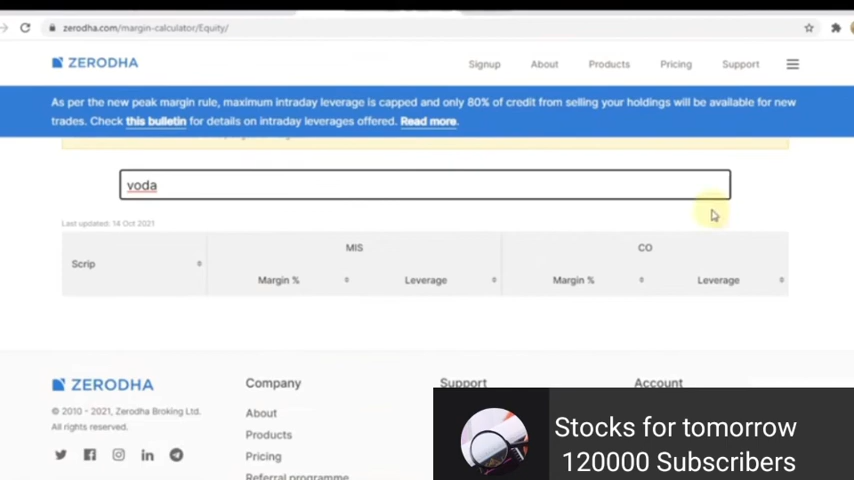 zerodha.com/margin-calculator/Equity/
ZERODHA
Signup About Products Pricing Support
As per the new peak margin rule, maximum intraday leverage is capped and only 80% of credit from selling your holdings will be available for new
trades. Check this bulletin for details on intraday leverages offered. Read more.
voda
Last updated: 14 Oct 2021
Scrip
MIS
CO
Margin % Leverage Margin % Leverage
ZERODHA
© 2010 - 2021, Zerodha Broking Ltd.
All rights reserved.
Company
About
Products
Pricing
Referral programme
Support
Account
Stocks for tomorrow
120000 Subscribers